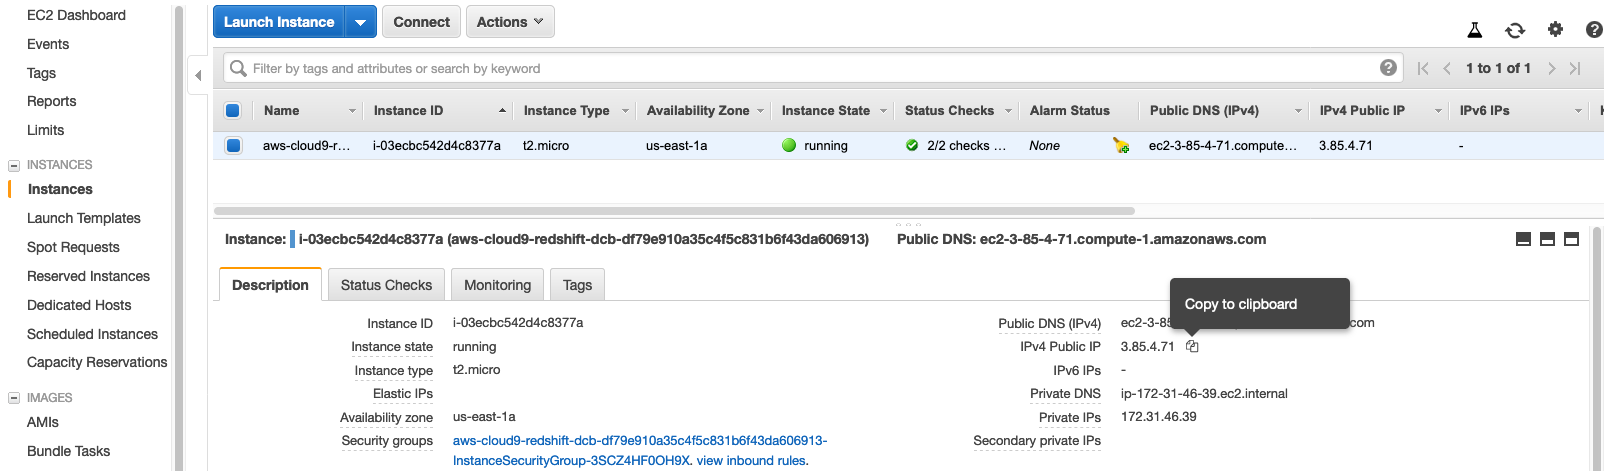 EC2 Dashboard
Events
Tags
Reports
Limits
INSTANCES
Instances
Launch Templates
Spot Requests
Reserved Instances
Dedicated Hosts
Scheduled Instances
Capacity Reservations
IMAGES
AMIs
Bundle Tasks
Launch Instance Connect Actions
Filter by tags and attributes or search by keyword 1 to 1 of 1
Name Instance ID Instance Type Availability Zone Instance State Status Checks Alarm Status Public DNS (IPv4) IPv4 Public IP IPv6 IPs
aws-cloud9-r... i-03ecbc542d4c8377a t2.micro us-east-1a running 2/2 checks ... None ec2-3-85-4-71.compute... 3.85.4.71 -
Instance: i-03ecbc542d4c8377a (aws-cloud9-redshift-dcb-df79e910a35c4f5c831b6f43da606913) Public DNS: ec2-3-85-4-71.compute-1.amazonaws.com
Description Status Checks Monitoring Tags
Copy to clipboard
Instance ID i-03ecbc542d4c8377a
Instance state running
Instance type t2.micro
Elastic IPs
Availability zone us-east-1a
Security groups aws-cloud9-redshift-dcb-df79e910a35c4f5c831b6f43da606913-
InstanceSecurityGroup-3SCZ4HF0OH9X. view inbound rules.
Public DNS (IPv4) ec2-3-85 com
IPv4 Public IP 3.85.4.71
IPv6 IPs -
Private DNS ip-172-31-46-39.ec2.internal
Private IPs 172.31.46.39
Secondary private IPs